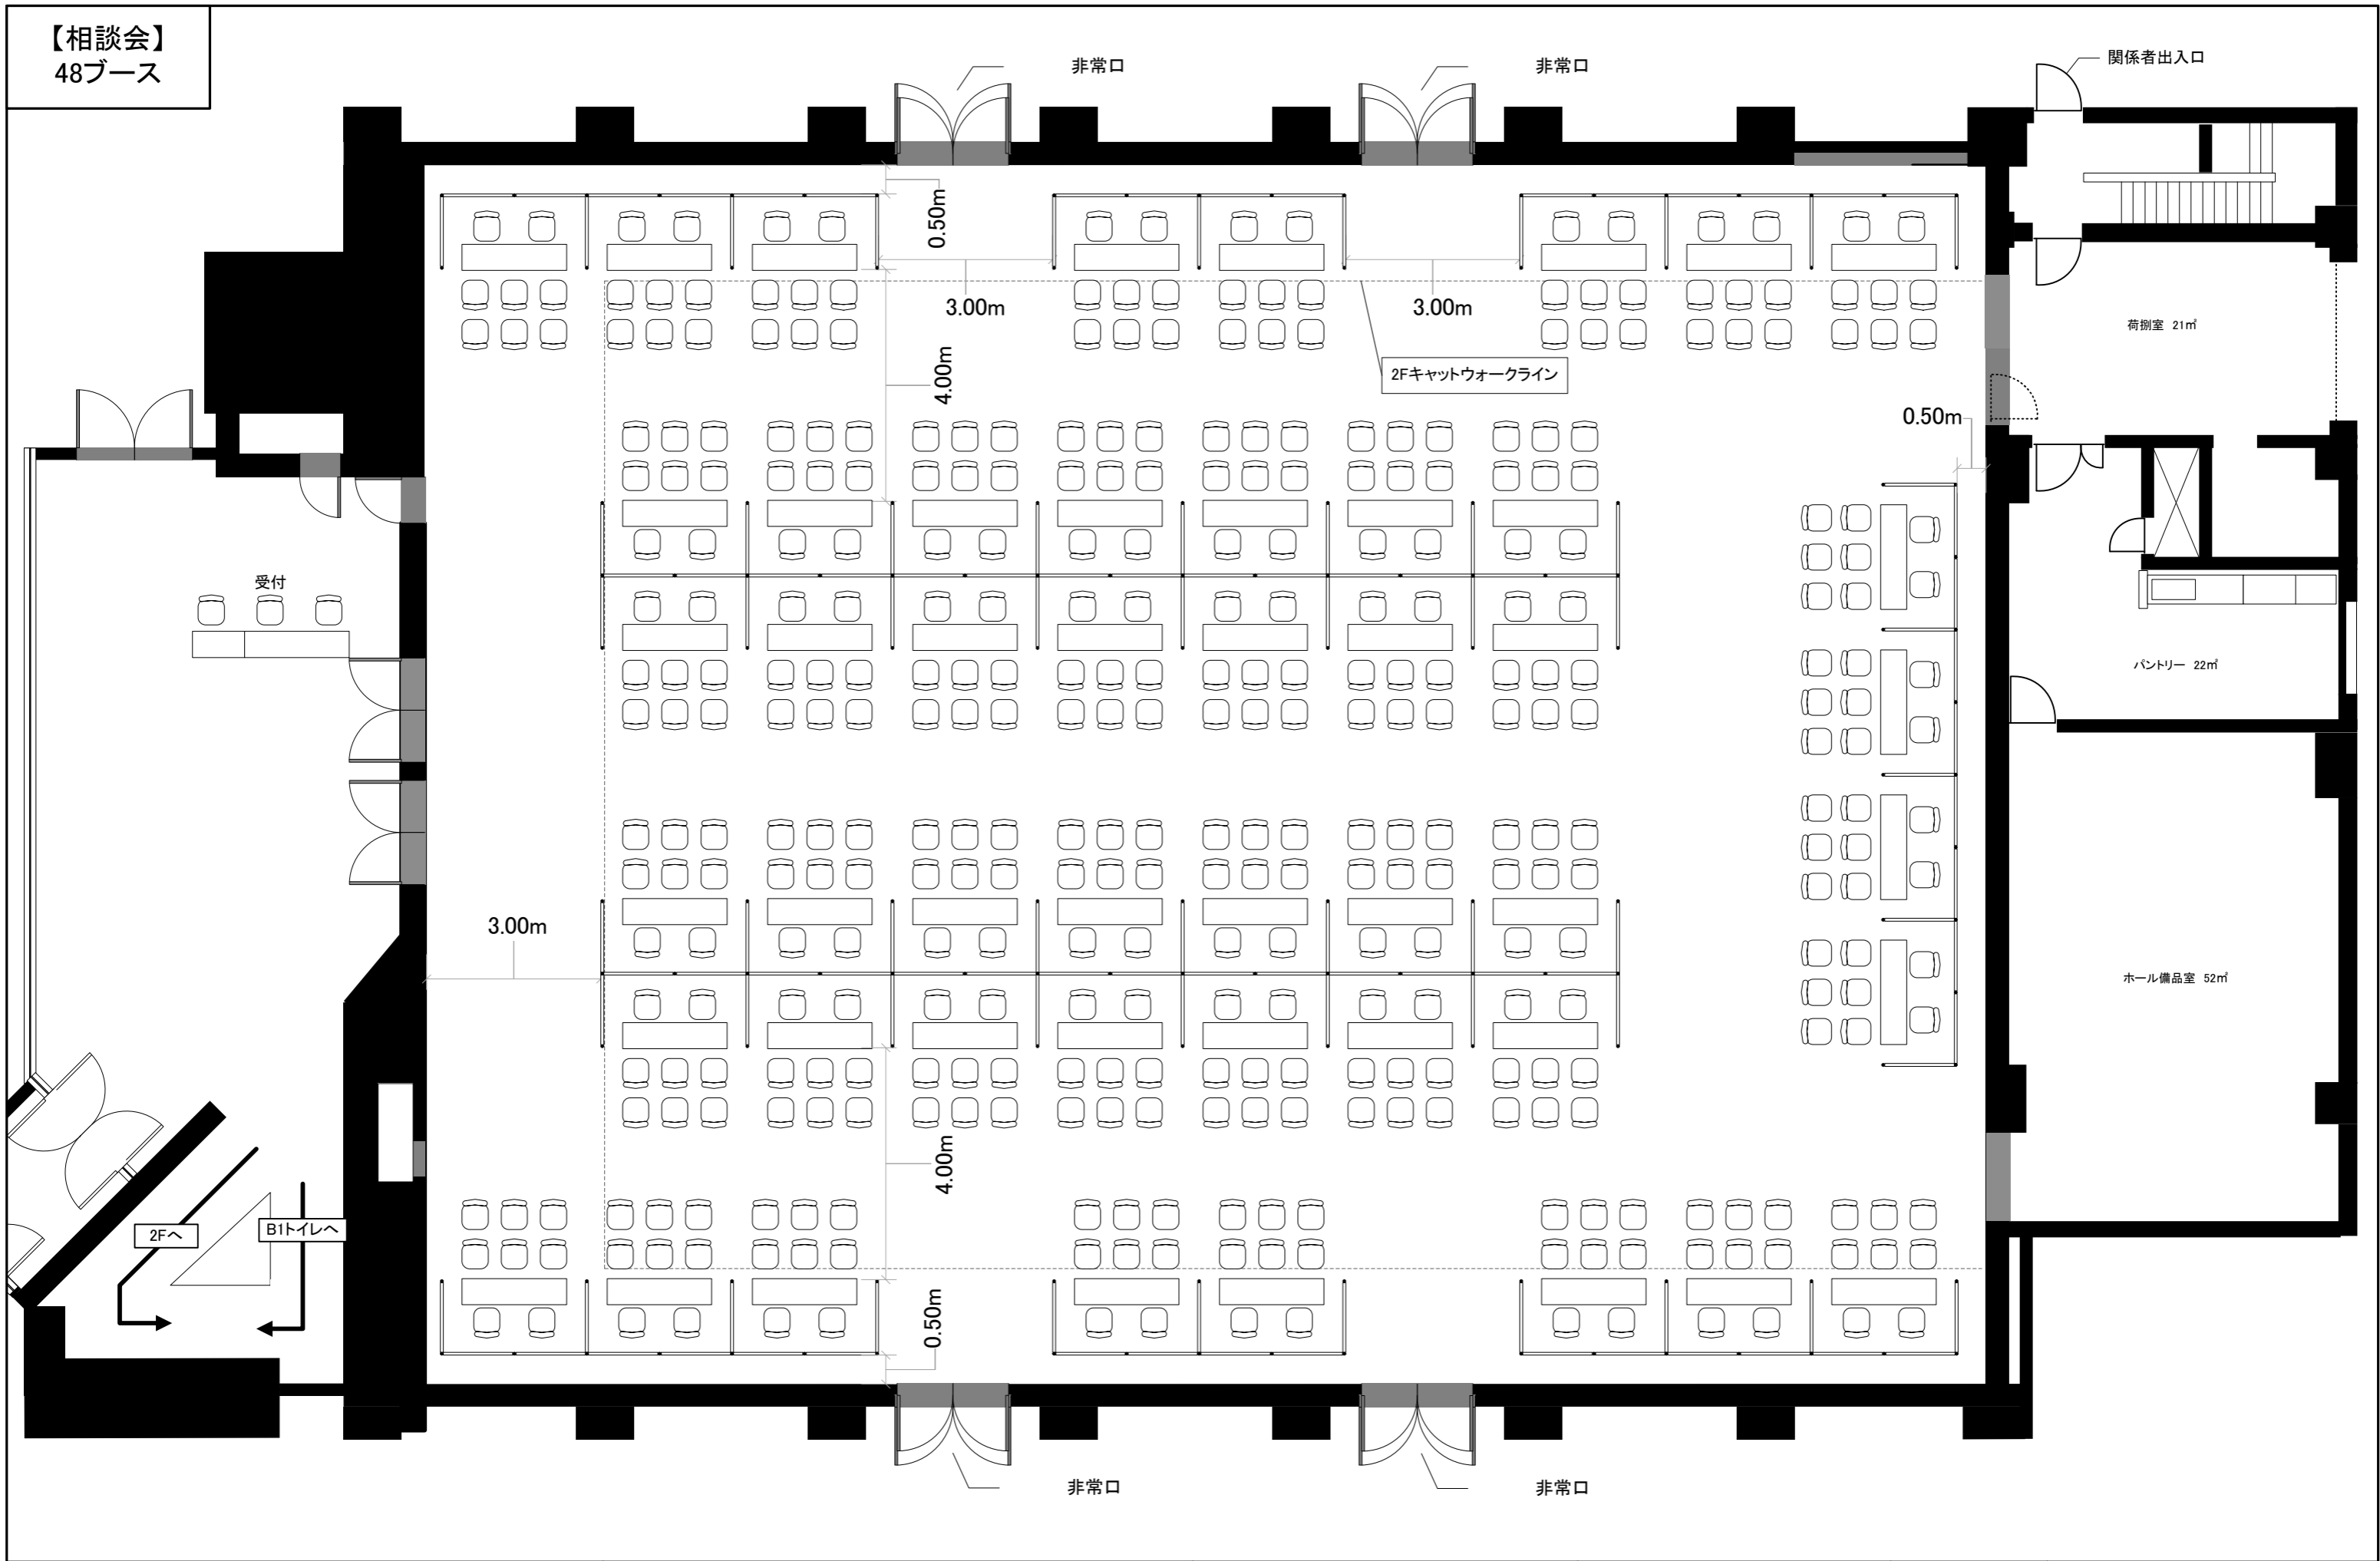 【相談会】
48ブース
非常口
非常口
関係者出入口
0.50m
3.00m
3.00m
荷捌室 21㎡
4.00m
2Fキャットウォークライン
0.50m
受付
パントリー 22㎡
3.00m
ホール備品室 52㎡
4.00m
2Fへ
B1トイレへ
0.50m
非常口
非常口